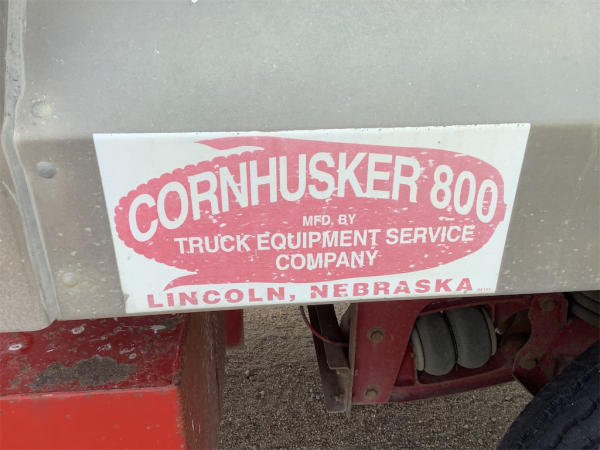 CORNHUSKER 800
MFD. BY
TRUCK EQUIPMENT SERVICE
COMPANY
LINCOLN, NEBRASKA